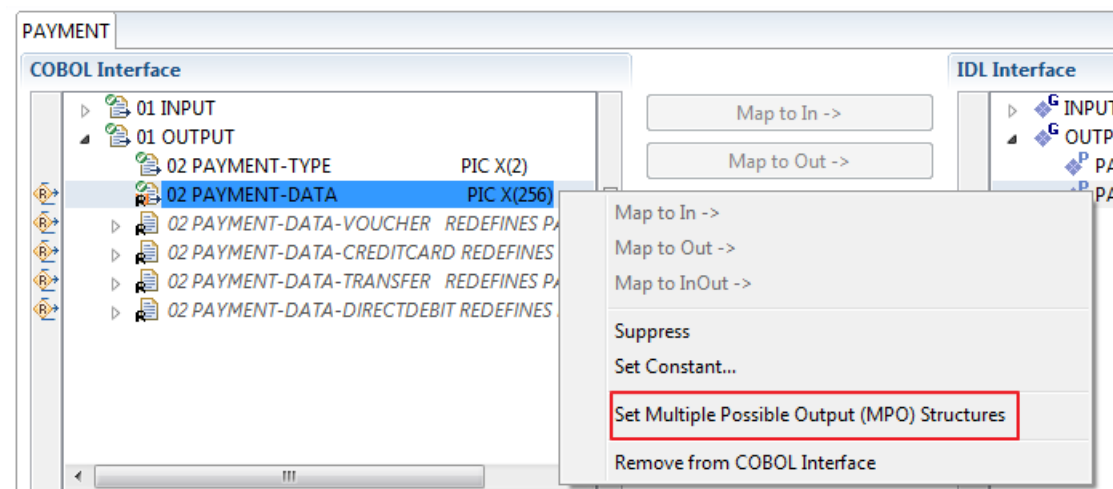 PAYMENT
COBOL Interface
IDL Interface
01 INPUT
Map to In ->
INPUT
01 OUTPUT
OUTP
02 PAYMENT-TYPE PIC X(2)
Map to Out ->
PA
02 PAYMENT-DATA PIC X(256)
PA
02 PAYMENT-DATA-VOUCHER REDEFINES PA
02 PAYMENT-DATA-CREDITCARD REDEFINES
02 PAYMENT-DATA-TRANSFER REDEFINES PA
02 PAYMENT-DATA-DIRECTDEBIT REDEFINES
Map to In ->
Map to Out ->
Map to InOut ->
Suppress
Set Constant...
Set Multiple Possible Output (MPO) Structures
Remove from COBOL Interface